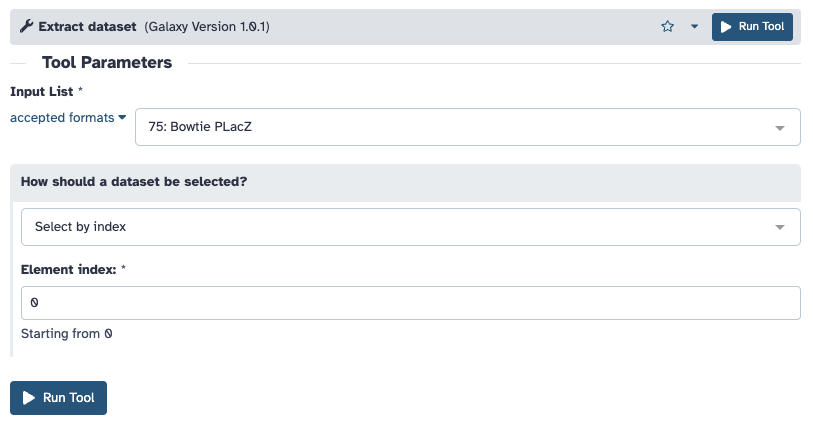 Extract dataset (Galaxy Version 1.0.1) Run Tool
Tool Parameters
Input List *
accepted formats 75: Bowtie PLacZ
How should a dataset be selected?
Select by index
Element index: *
0
Starting from 0
Run Tool